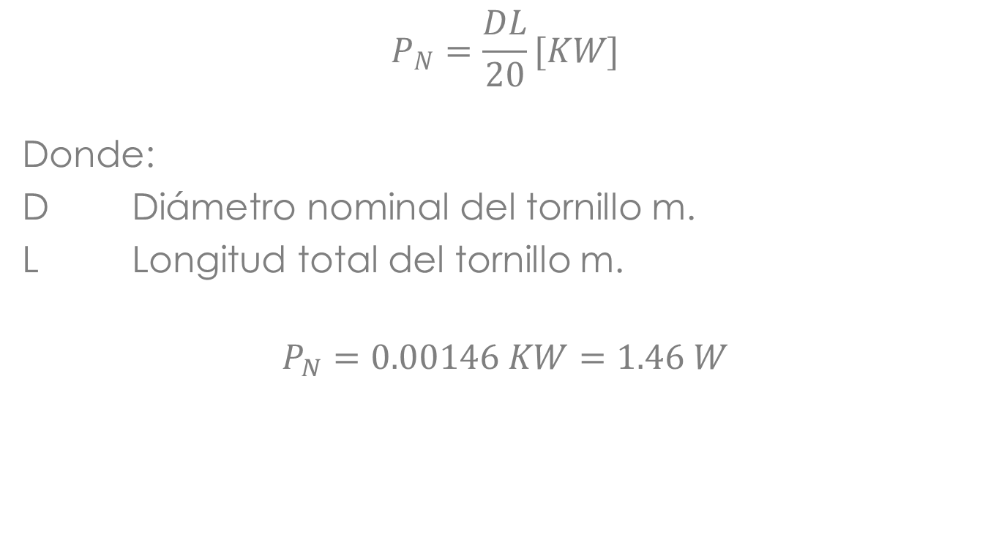 P_N = DL/20 [KW]
Donde:
D Diámetro nominal del tornillo m.
L Longitud total del tornillo m.
P_N = 0.00146 KW = 1.46 W